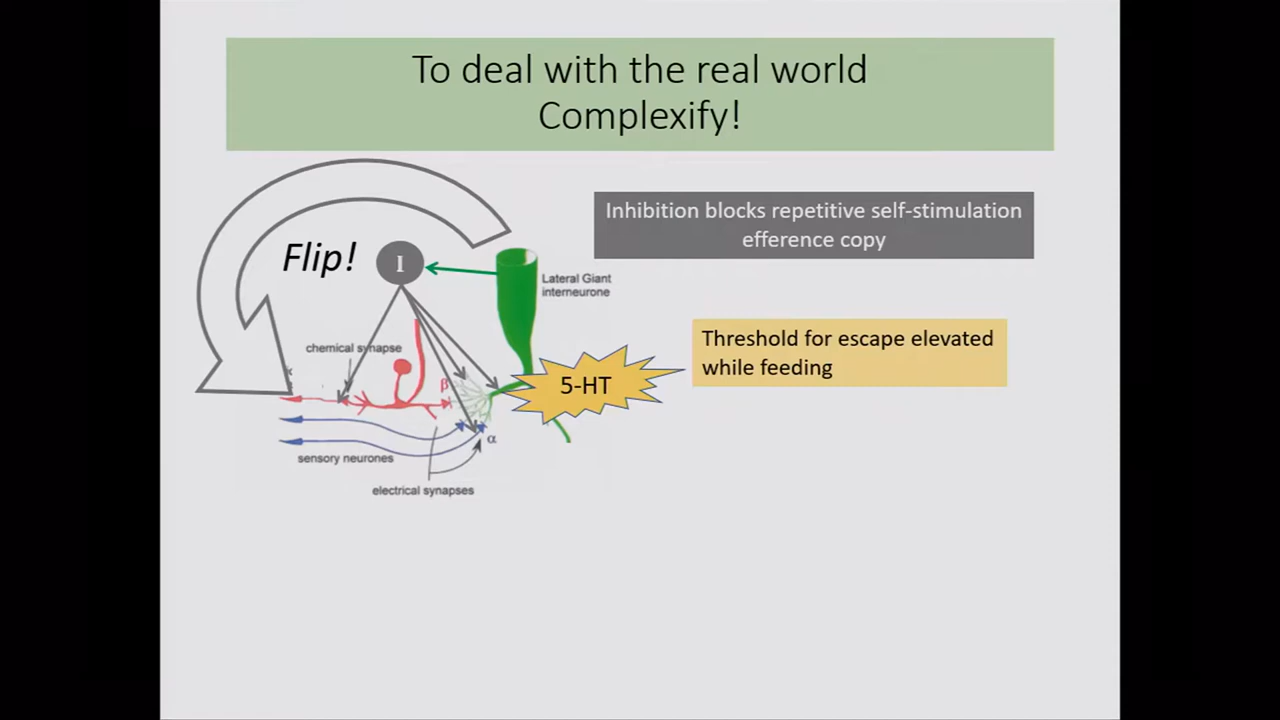 To deal with the real world
Complexify!
Inhibition blocks repetitive self-stimulation
efference copy
Flip!
I
Lateral Giant
interneurone
Threshold for escape elevated
while feeding
chemical synapse
β
5-HT
α
sensory neurones
electrical synapses